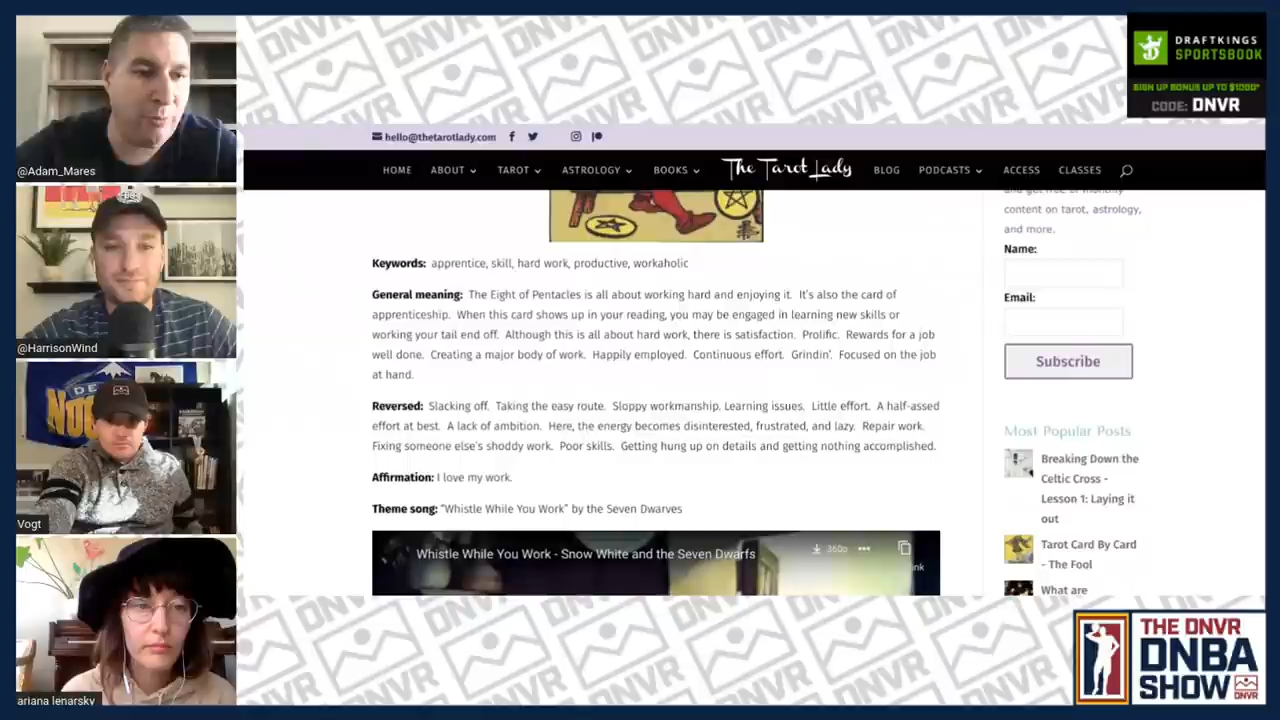 @Adam_Mares
@HarrisonWind
Vogt
ariana lenarsky
DNVR
DRAFTKINGS
SPORTSBOOK
SIGN UP BONUS UP TO $1000*
CODE: DNVR
hello@thetarotlady.com
HOME
ABOUT
TAROT
ASTROLOGY
BOOKS
The Tarot Lady
BLOG
PODCASTS
ACCESS
CLASSES
Keywords: apprentice, skill, hard work, productive, workaholic
General meaning: The Eight of Pentacles is all about working hard and enjoying it. It's also the card of
apprenticeship. When this card shows up in your reading, you may be engaged in learning new skills or
working your tail end off. Although this is all about hard work, there is satisfaction. Prolific. Rewards for a job
well done. Creating a major body of work. Happily employed. Continuous effort. Grindin'. Focused on the job
at hand.
Reversed: Slacking off. Taking the easy route. Sloppy workmanship. Learning issues. Little effort. A half-assed
effort at best. A lack of ambition. Here, the energy becomes disinterested, frustrated, and lazy. Repair work.
Fixing someone else's shoddy work. Poor skills. Getting hung up on details and getting nothing accomplished.
Affirmation: I love my work.
Theme song: "Whistle While You Work" by the Seven Dwarves
Whistle While You Work - Snow White and the Seven Dwarfs
360p
nk
content on tarot, astrology,
and more.
Name:
Email:
Subscribe
Most Popular Posts
Breaking Down the
Celtic Cross -
Lesson 1: Laying it
out
Tarot Card By Card
- The Fool
What are
THE DNVR
DNBA
SHOW
DNVR